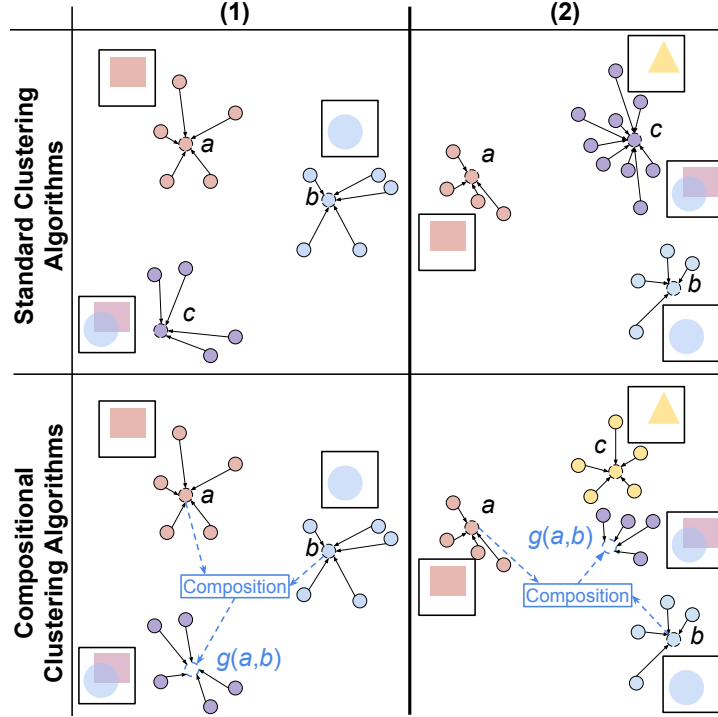 (1)
(2)
Standard Clustering
Algorithms
a
b
c
a
c
b
Compositional
Clustering Algorithms
a
b
Composition
g(a,b)
c
a
g(a,b)
Composition
b